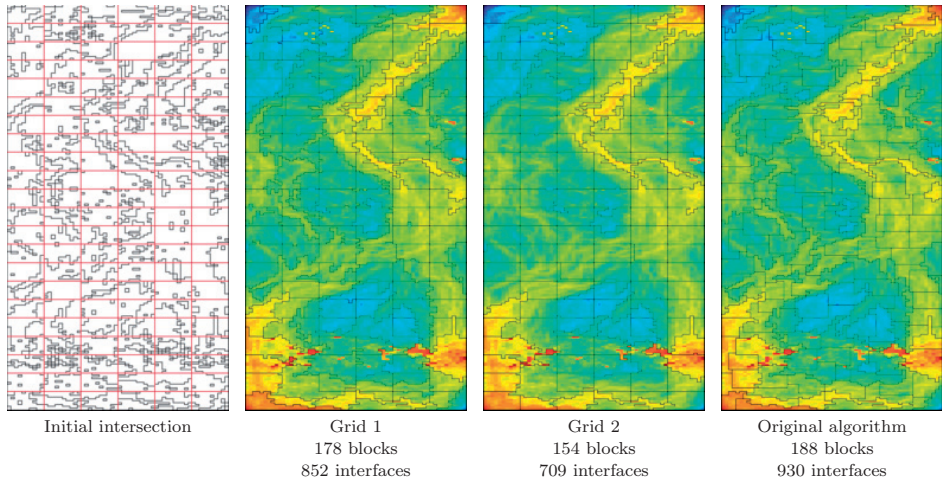 Initial intersection
Grid 1
178 blocks
852 interfaces
Grid 2
154 blocks
709 interfaces
Original algorithm
188 blocks
930 interfaces